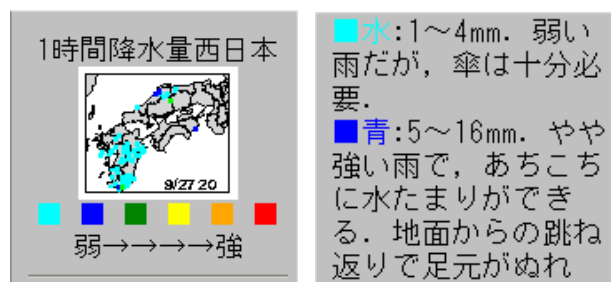 1時間降水量西日本
9/27 20
弱→→→→強
■水:1～4mm. 弱い
雨だが, 傘は十分必
要.
■青:5～16mm. やや
強い雨で, あちこち
に水たまりができ
る. 地面からの跳ね
返りで足元がぬれ